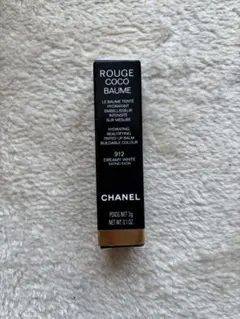 ROUGE
COCO
BAUME
LE BAUME TEINTÉ
HYDRATANT
EMBELLISSEUR
INTENSITÉ
SUR MESURE
HYDRATING
BEAUTIFYING
TINTED LIP BALM
BUILDABLE COLOUR
912
DREAMY WHITE
CHANEL
POIDS NET 3g
NET WT. 0.1 OZ.